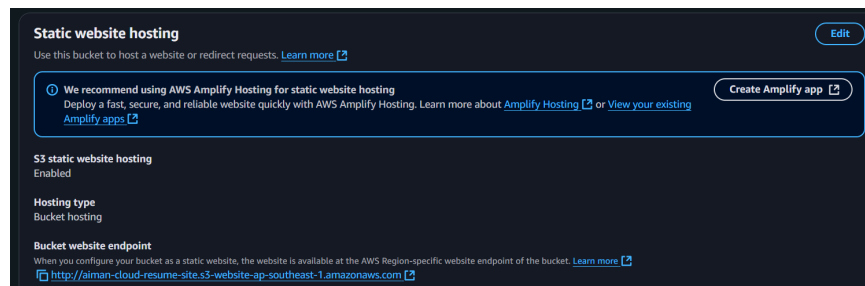 Static website hosting
Edit
Use this bucket to host a website or redirect requests. Learn more
We recommend using AWS Amplify Hosting for static website hosting
Create Amplify app
Deploy a fast, secure, and reliable website quickly with AWS Amplify Hosting. Learn more about Amplify Hosting or View your existing
Amplify apps
S3 static website hosting
Enabled
Hosting type
Bucket hosting
Bucket website endpoint
When you configure your bucket as a static website, the website is available at the AWS Region-specific website endpoint of the bucket. Learn more
http://aiman-cloud-resume-site.s3-website-ap-southeast-1.amazonaws.com